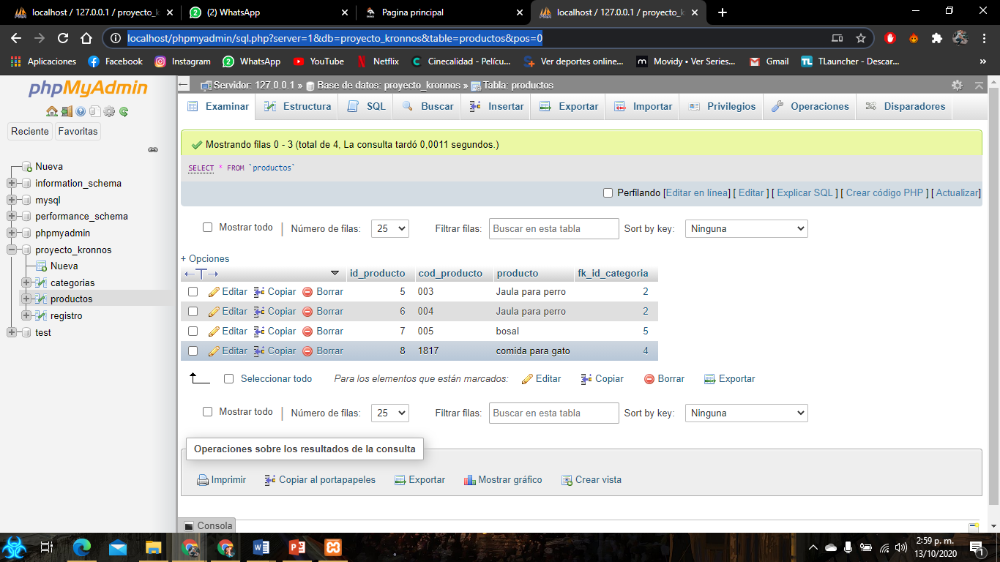 localhost / 127.0.0.1 / proyecto_k
(2) WhatsApp
Pagina principal
localhost / 127.0.0.1 / proyecto_k
localhost/phpmyadmin/sql.php?server=1&db=proyecto_kronnos&table=productos&pos=0
Aplicaciones Facebook Instagram WhatsApp YouTube Netflix Cinecalidad - Pelícu... Ver deportes online... Movidy • Ver Series... Gmail TLauncher - Descar... »
phpMyAdmin
Reciente Favoritas
Nueva
information_schema
mysql
performance_schema
phpmyadmin
proyecto_kronnos
Nueva
categorias
productos
registro
test
Servidor: 127.0.0.1 » Base de datos: proyecto_kronnos » Tabla: productos
Examinar Estructura SQL Buscar Insertar Exportar Importar Privilegios Operaciones Disparadores
Mostrando filas 0 - 3 (total de 4, La consulta tardó 0,0011 segundos.)
SELECT * FROM `productos`
Perfilando [Editar en línea] [ Editar ] [ Explicar SQL ] [ Crear código PHP ] [ Actualizar]
Mostrar todo | Número de filas: 25 Filtrar filas: Buscar en esta tabla Sort by key: Ninguna
+ Opciones
←T→ id_producto cod_producto producto fk_id_categoria
Editar Copiar Borrar 5 003 Jaula para perro 2
Editar Copiar Borrar 6 004 Jaula para perro 2
Editar Copiar Borrar 7 005 bosal 5
Editar Copiar Borrar 8 1817 comida para gato 4
Seleccionar todo Para los elementos que están marcados: Editar Copiar Borrar Exportar
Mostrar todo | Número de filas: 25 Filtrar filas: Buscar en esta tabla Sort by key: Ninguna
Operaciones sobre los resultados de la consulta
Imprimir Copiar al portapapeles Exportar Mostrar gráfico Crear vista
Consola
2:59 p. m.
13/10/2020
1